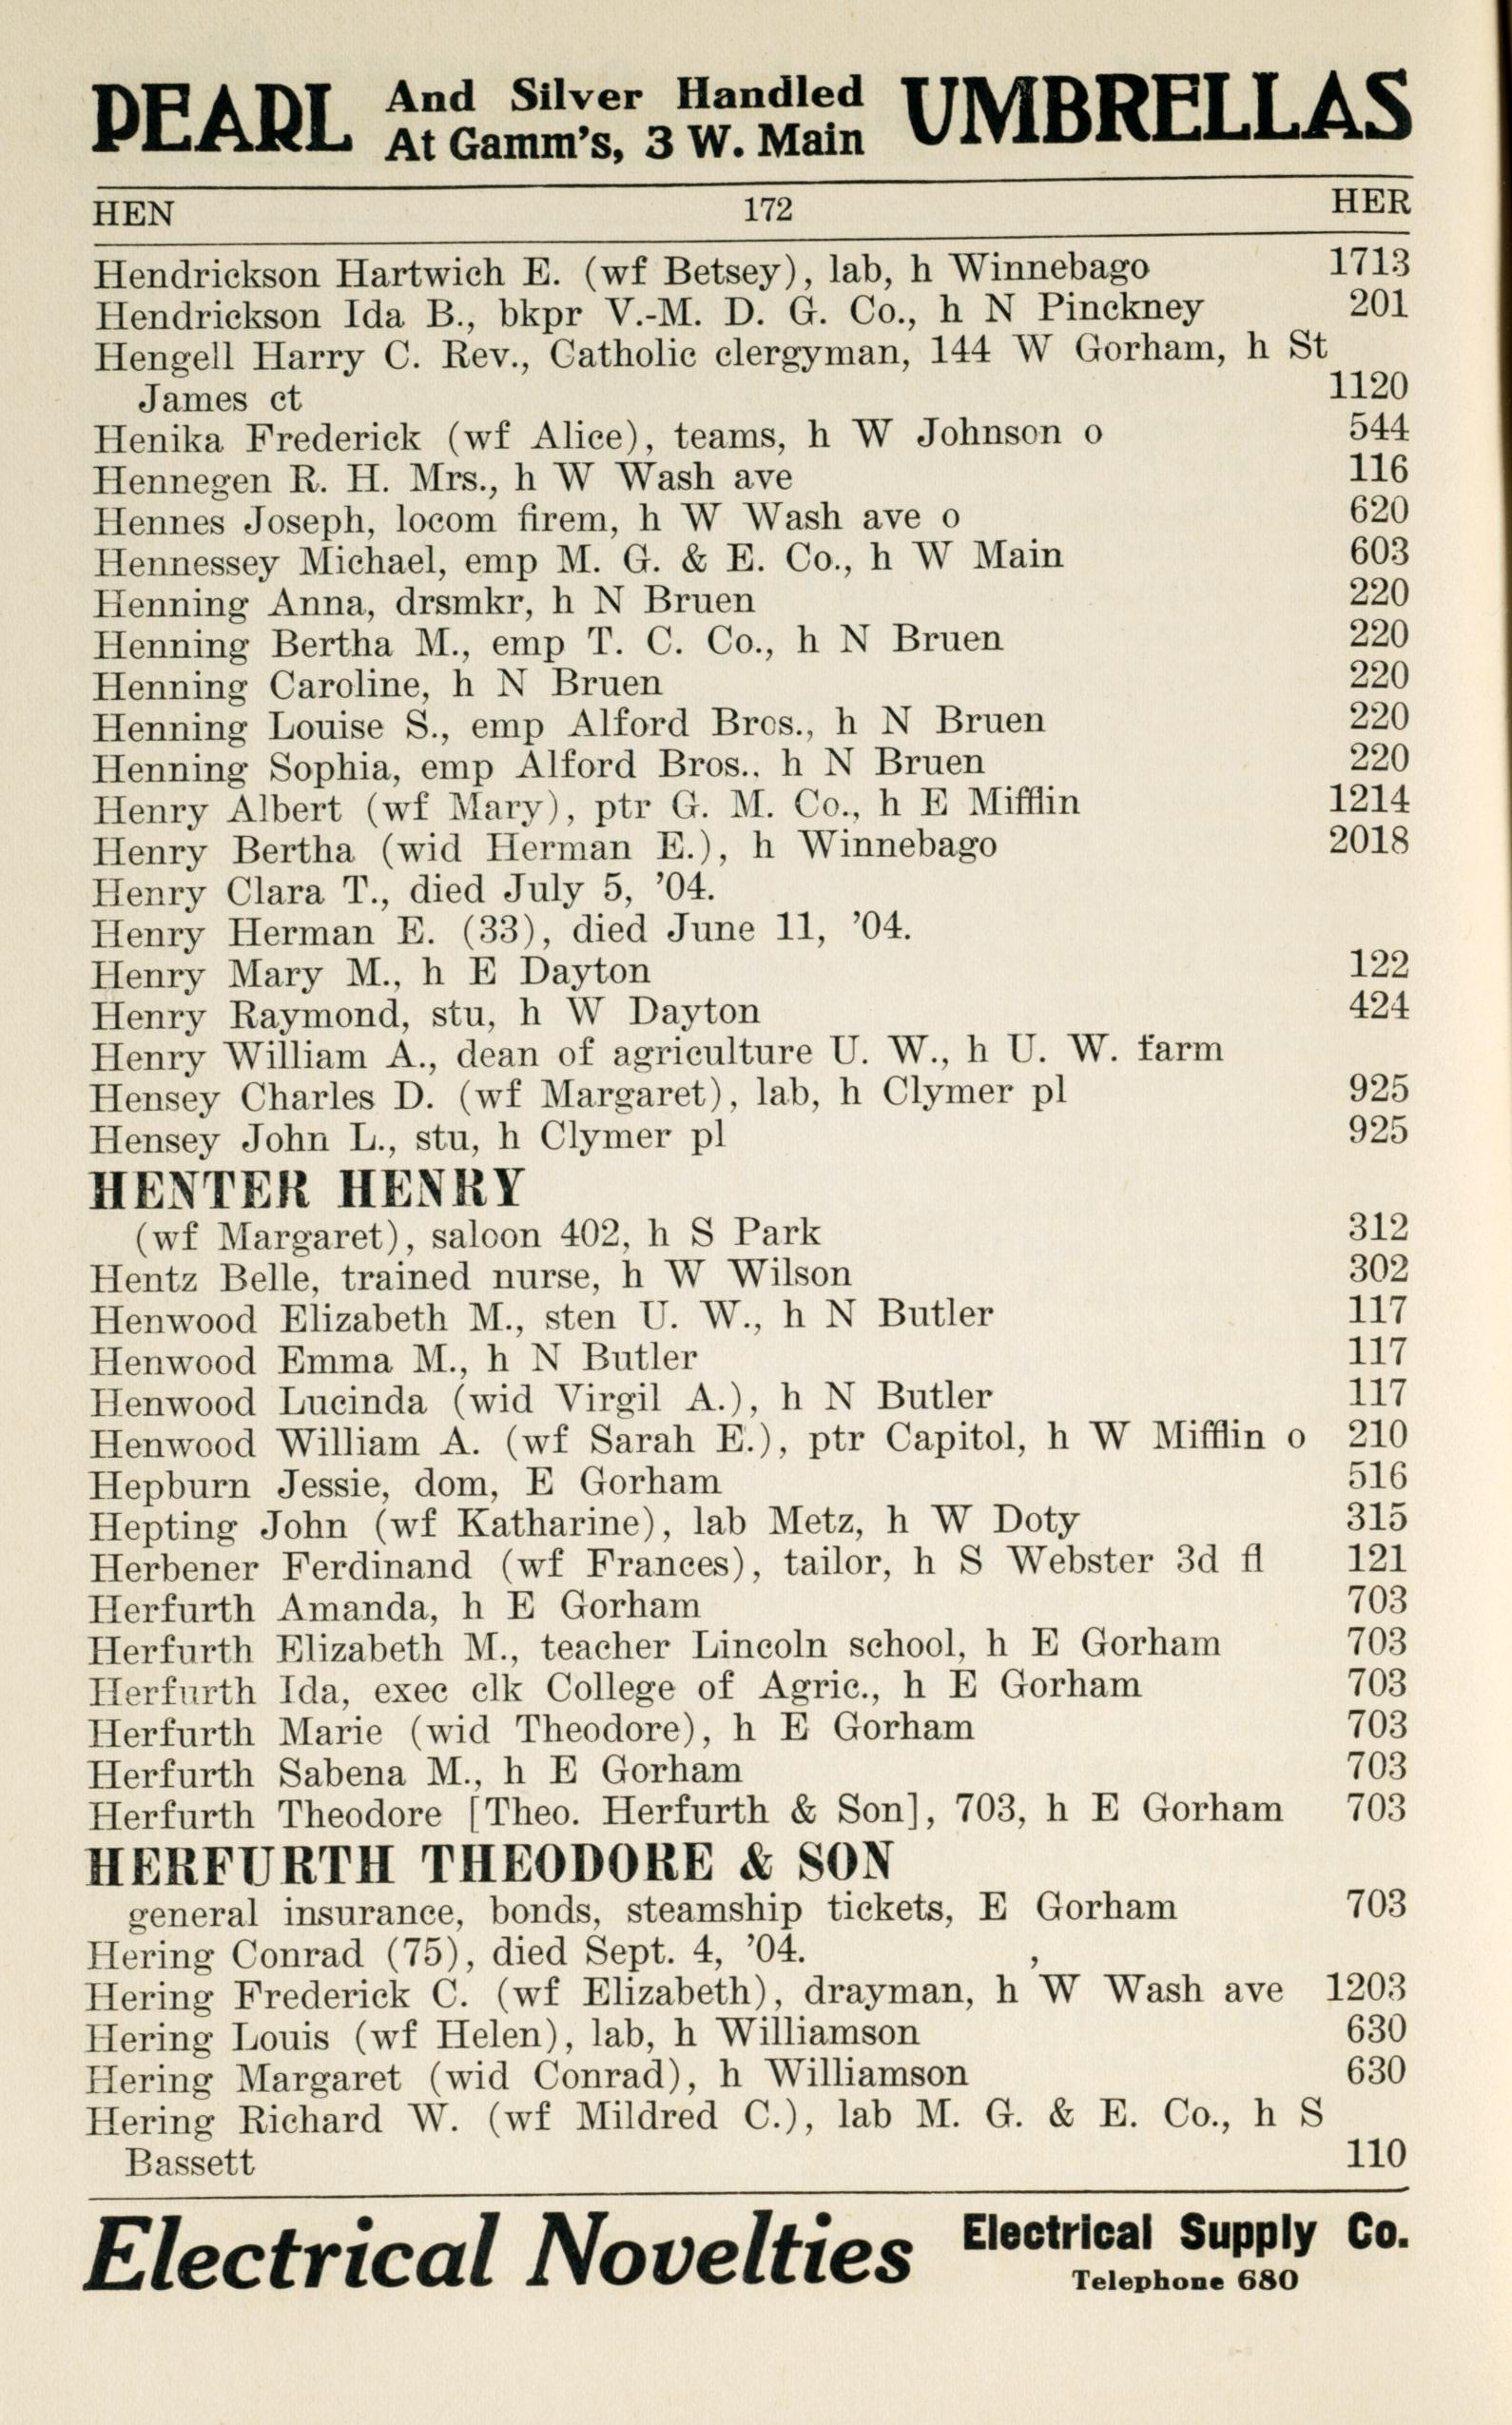 PEARL And Silver Handled UMBRELLAS
At Gamm's, 3 W. Main
HEN 172 HER
Hendrickson Hartwich E. (wf Betsey), lab, h Winnebago 1713
Hendrickson Ida B., bkpr V.-M. D. G. Co., h N Pinckney 201
Hengell Harry C. Rev., Catholic clergyman, 144 W Gorham, h St
James ct 1120
Henika Frederick (wf Alice), teams, h W Johnson o 544
Hennegen R. H. Mrs., h W Wash ave 116
Hennes Joseph, locom firem, h W Wash ave o 620
Hennessey Michael, emp M. G. & E. Co., h W Main 603
Henning Anna, drsmkr, h N Bruen 220
Henning Bertha M., emp T. C. Co., h N Bruen 220
Henning Caroline, h N Bruen 220
Henning Louise S., emp Alford Bros., h N Bruen 220
Henning Sophia, emp Alford Bros., h N Bruen 220
Henry Albert (wf Mary), ptr G. M. Co., h E Mifflin 1214
Henry Bertha (wid Herman E.), h Winnebago 2018
Henry Clara T., died July 5, '04.
Henry Herman E. (33), died June 11, '04.
Henry Mary M., h E Dayton 122
Henry Raymond, stu, h W Dayton 424
Henry William A., dean of agriculture U. W., h U. W. farm
Hensey Charles D. (wf Margaret), lab, h Clymer pl 925
Hensey John L., stu, h Clymer pl 925
HENTER HENRY
(wf Margaret), saloon 402, h S Park 312
Hentz Belle, trained nurse, h W Wilson 302
Henwood Elizabeth M., sten U. W., h N Butler 117
Henwood Emma M., h N Butler 117
Henwood Lucinda (wid Virgil A.), h N Butler 117
Henwood William A. (wf Sarah E.), ptr Capitol, h W Mifflin o 210
Hepburn Jessie, dom, E Gorham 516
Hepting John (wf Katharine), lab Metz, h W Doty 315
Herbener Ferdinand (wf Frances), tailor, h S Webster 3d fl 121
Herfurth Amanda, h E Gorham 703
Herfurth Elizabeth M., teacher Lincoln school, h E Gorham 703
Herfurth Ida, exec clk College of Agric., h E Gorham 703
Herfurth Marie (wid Theodore), h E Gorham 703
Herfurth Sabena M., h E Gorham 703
Herfurth Theodore [Theo. Herfurth & Son], 703, h E Gorham 703
HERFURTH THEODORE & SON
general insurance, bonds, steamship tickets, E Gorham 703
Hering Conrad (75), died Sept. 4, '04.
Hering Frederick C. (wf Elizabeth), drayman, h W Wash ave 1203
Hering Louis (wf Helen), lab, h Williamson 630
Hering Margaret (wid Conrad), h Williamson 630
Hering Richard W. (wf Mildred C.), lab M. G. & E. Co., h S
Bassett 110
Electrical Novelties Electrical Supply Co.
Telephone 680